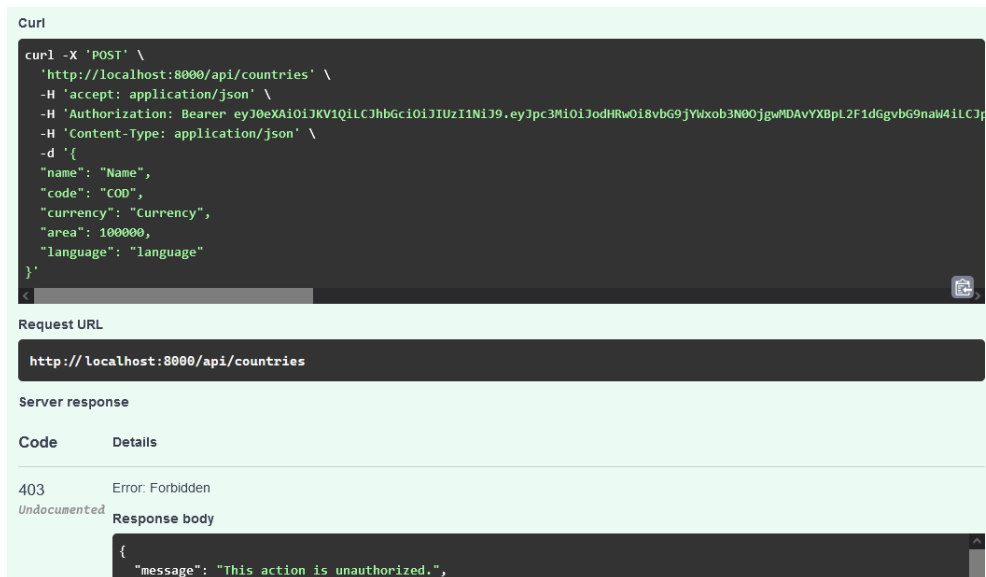 Curl
curl -X 'POST' \
'http://localhost:8000/api/countries' \
-H 'accept: application/json' \
-H 'Authorization: Bearer eyJ0eXAiOiJKV1QiLCJhbGciOiJIUzI1NiJ9.eyJpc3MiOiJodHRwOi8vbG9jYWxob3N0OjgwMDAvYXBpL2F1dGgvbG9naW4iLCJp
-H 'Content-Type: application/json' \
-d '{
"name": "Name",
"code": "COD",
"currency": "Currency",
"area": 100000,
"language": "language"
}'
Request URL
http://localhost:8000/api/countries
Server response
Code Details
403 Error: Forbidden
Undocumented
Response body
{
"message": "This action is unauthorized.",